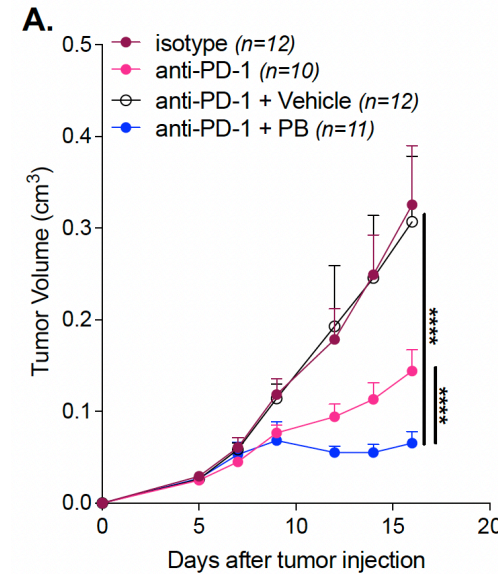 A.
isotype (n=12)
anti-PD-1 (n=10)
anti-PD-1 + Vehicle (n=12)
anti-PD-1 + PB (n=11)
0.5
0.4
0.3
0.2
0.1
0.0
Tumor Volume (cm³)
0
5
10
15
20
Days after tumor injection
****
****